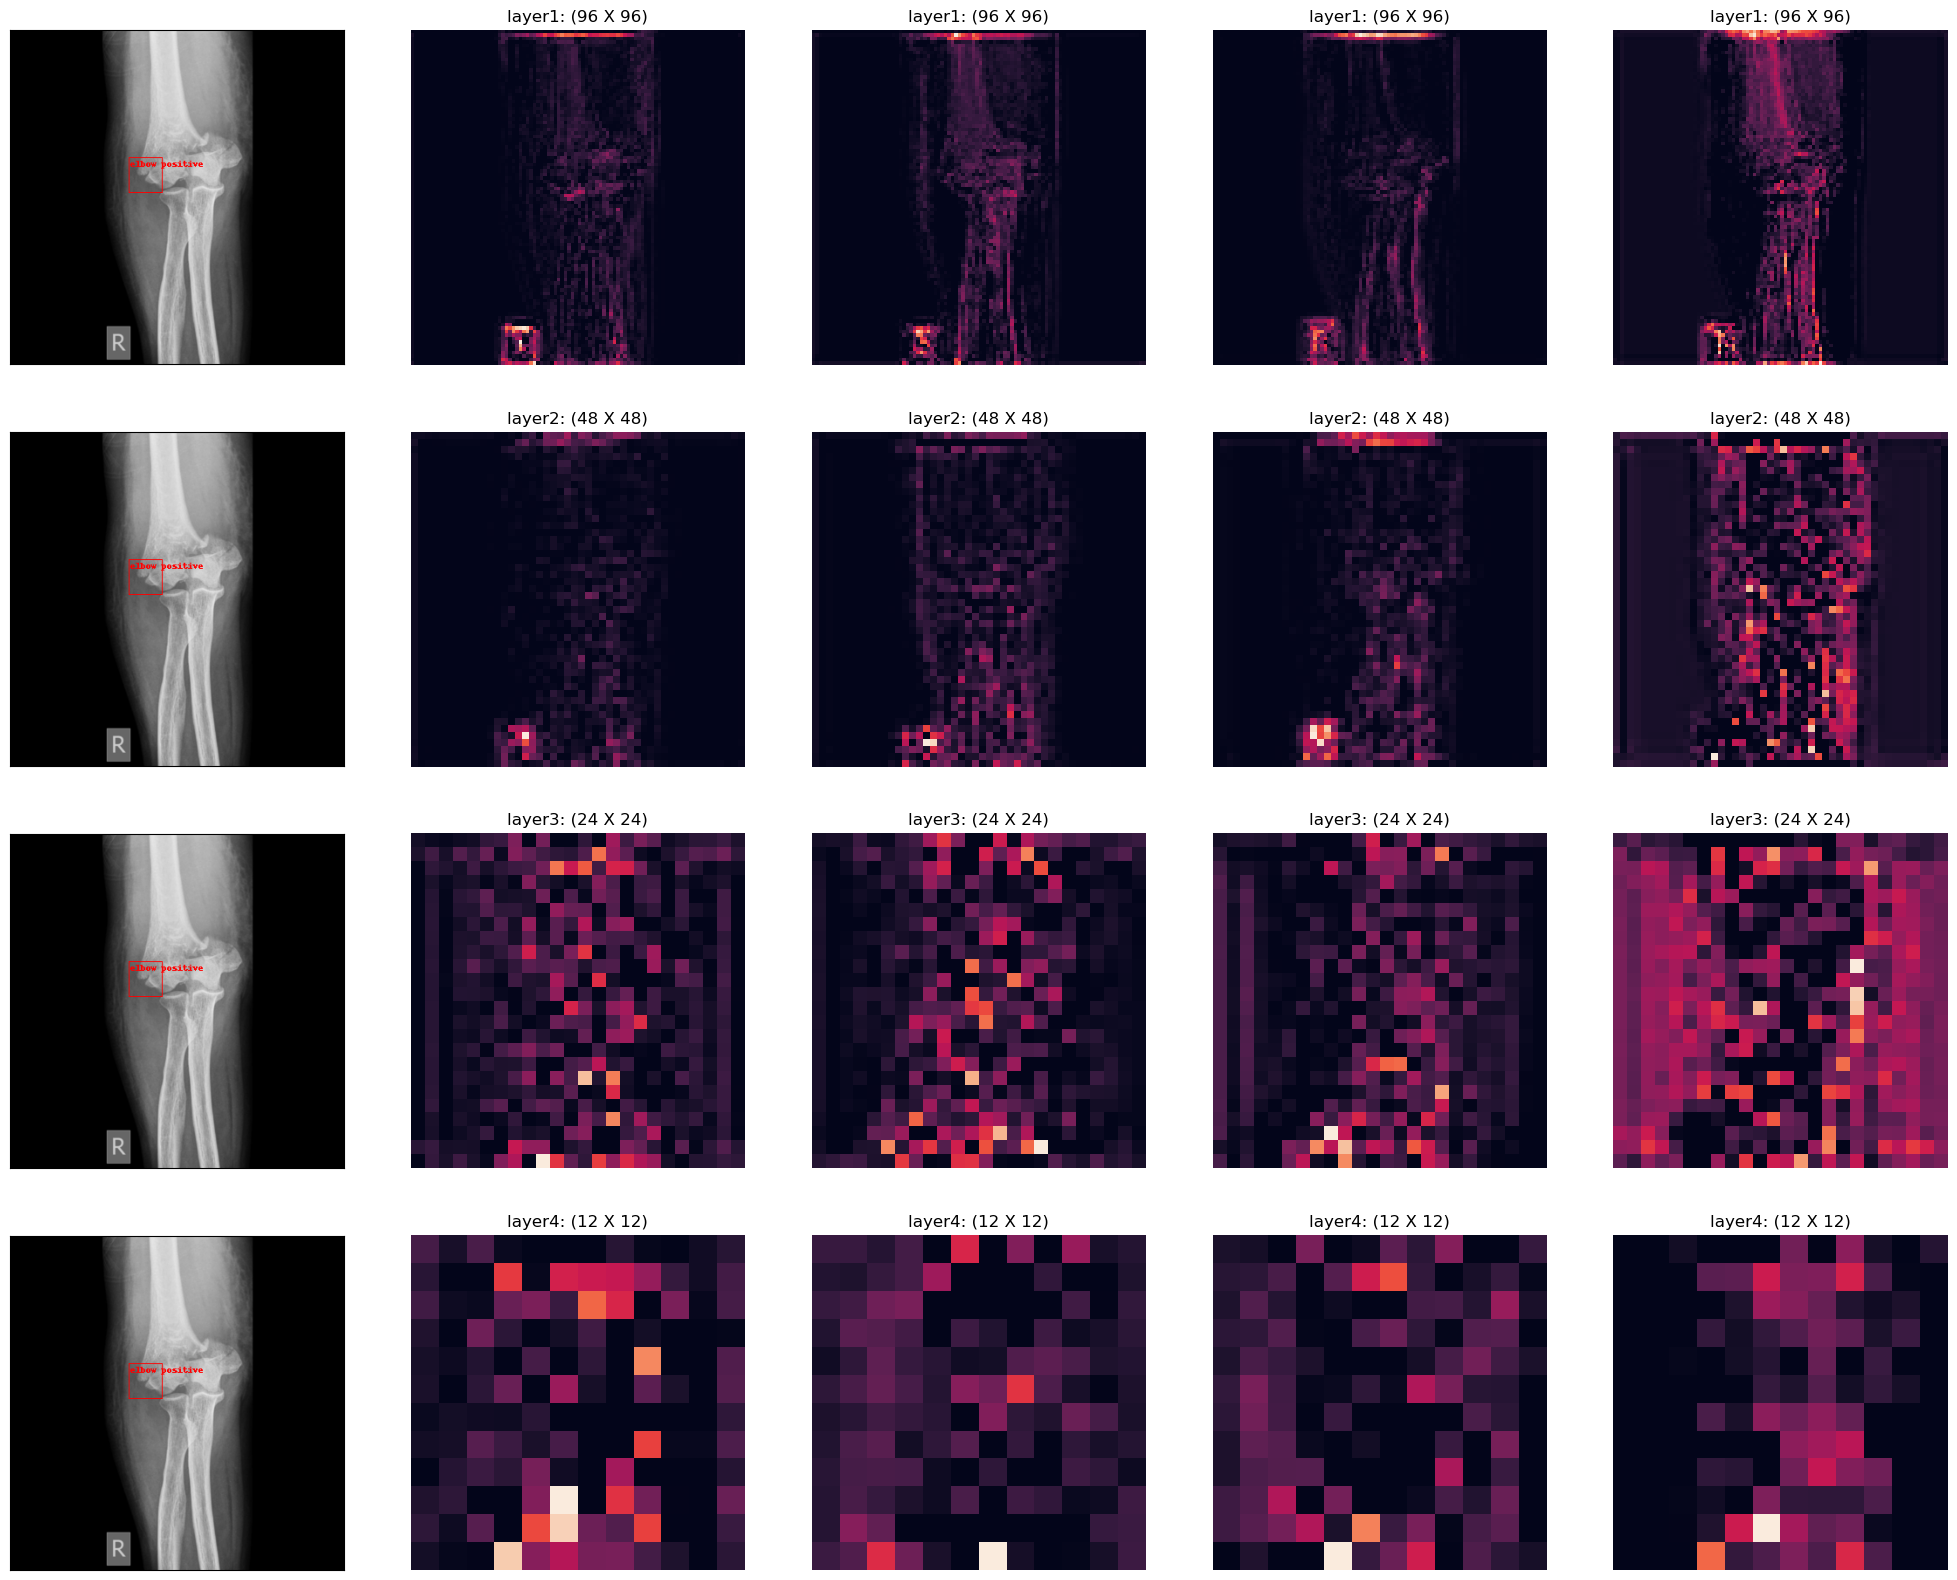 layer1: (96 X 96)
layer1: (96 X 96)
layer1: (96 X 96)
layer1: (96 X 96)
elbow positive
R
layer2: (48 X 48)
layer2: (48 X 48)
layer2: (48 X 48)
layer2: (48 X 48)
elbow positive
R
layer3: (24 X 24)
layer3: (24 X 24)
layer3: (24 X 24)
layer3: (24 X 24)
elbow positive
R
layer4: (12 X 12)
layer4: (12 X 12)
layer4: (12 X 12)
layer4: (12 X 12)
elbow positive
R